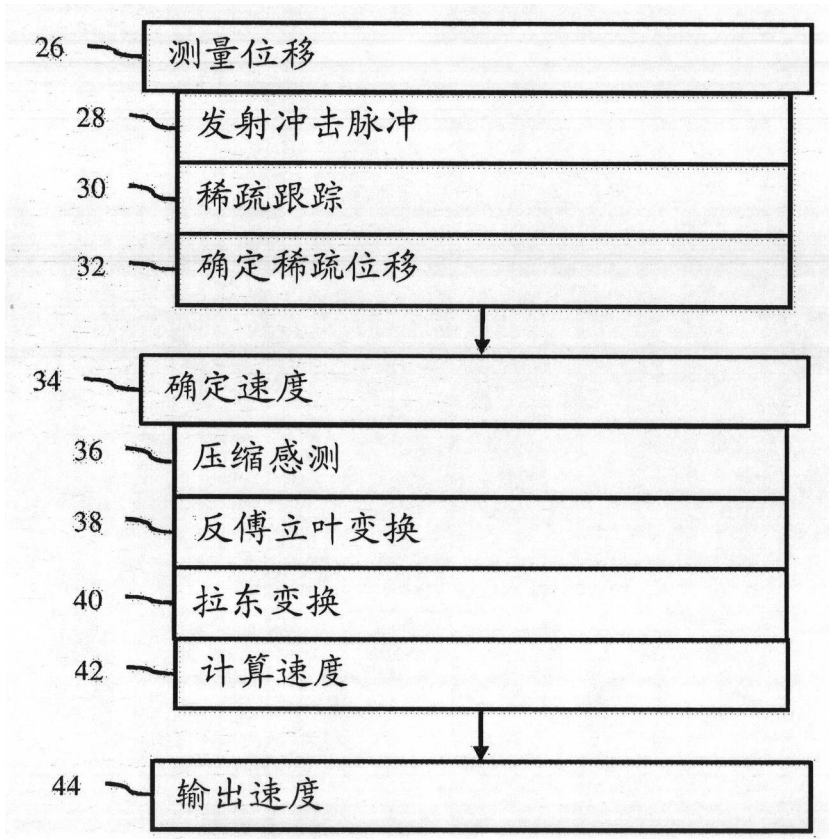 26 测量位移
28 发射冲击脉冲
30 稀疏跟踪
32 确定稀疏位移
34 确定速度
36 压缩感测
38 反傅立叶变换
40 拉东变换
42 计算速度
44 输出速度